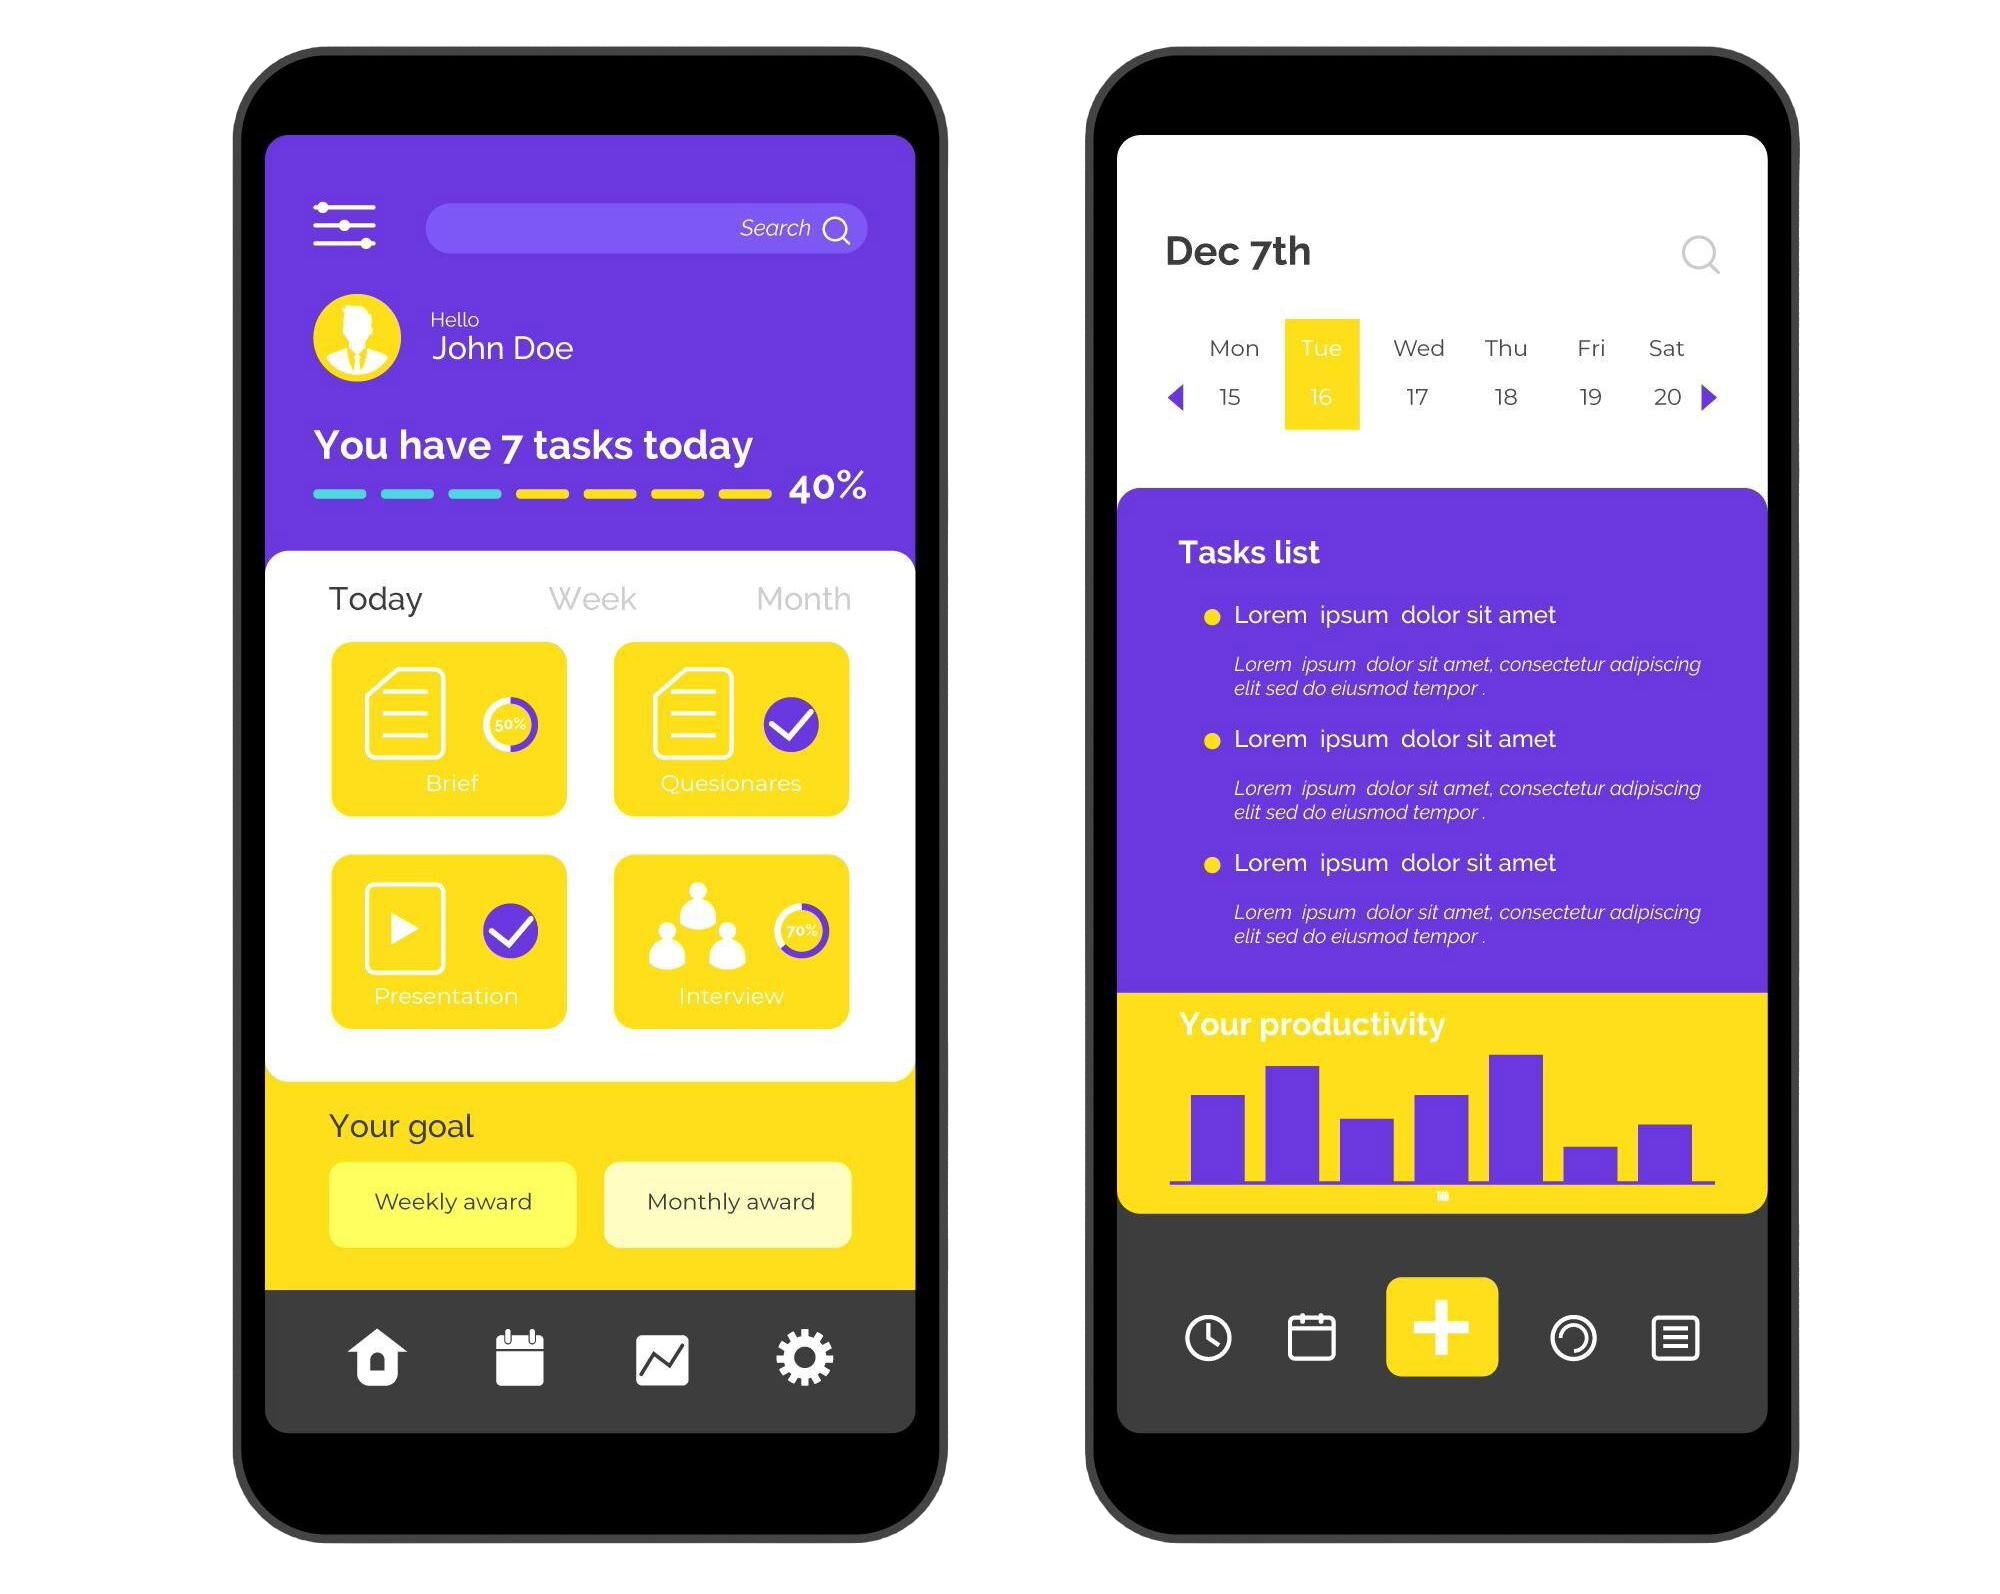 Search
Hello
John Doe
You have 7 tasks today
40%
Today Week Month
50%
Brief
Quesionares
Presentation
70%
Interview
Your goal
Weekly award
Monthly award
Dec 7th
Mon Tue Wed Thu Fri Sat
15 16 17 18 19 20
Tasks list
Lorem ipsum dolor sit amet
Lorem ipsum dolor sit amet, consectetur adipiscing
elit sed do eiusmod tempor .
Lorem ipsum dolor sit amet
Lorem ipsum dolor sit amet, consectetur adipiscing
elit sed do eiusmod tempor .
Lorem ipsum dolor sit amet
Lorem ipsum dolor sit amet, consectetur adipiscing
elit sed do eiusmod tempor .
Your productivity